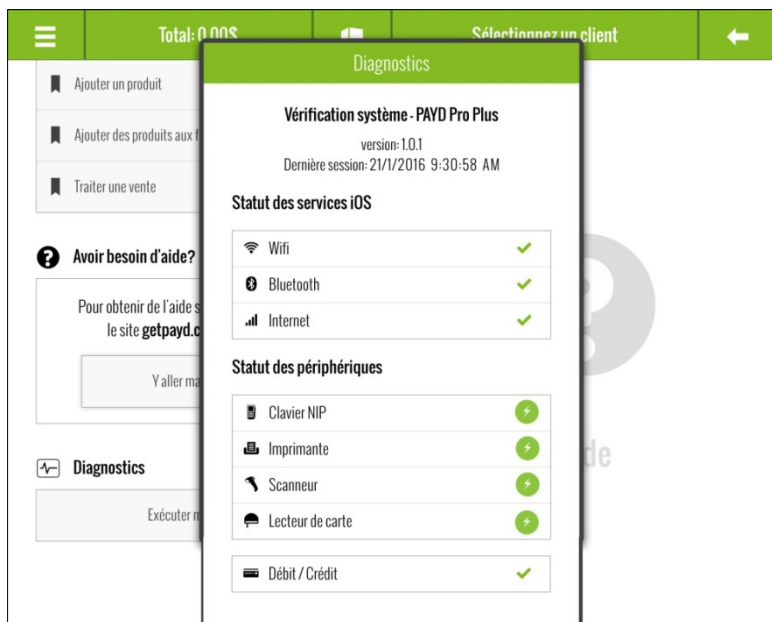 Total: 0.00$
Sélectionnez un client
Ajouter un produit
Ajouter des produits aux f
Traiter une vente
Avoir besoin d'aide?
Pour obtenir de l'aide s
le site getpayd.c
Y aller ma
Diagnostics
Exécuter m
de
Diagnostics
Vérification système - PAYD Pro Plus
version: 1.0.1
Dernière session: 21/1/2016 9:30:58 AM
Statut des services iOS
Wifi
Bluetooth
Internet
Statut des périphériques
Clavier NIP
Imprimante
Scanneur
Lecteur de carte
Débit / Crédit